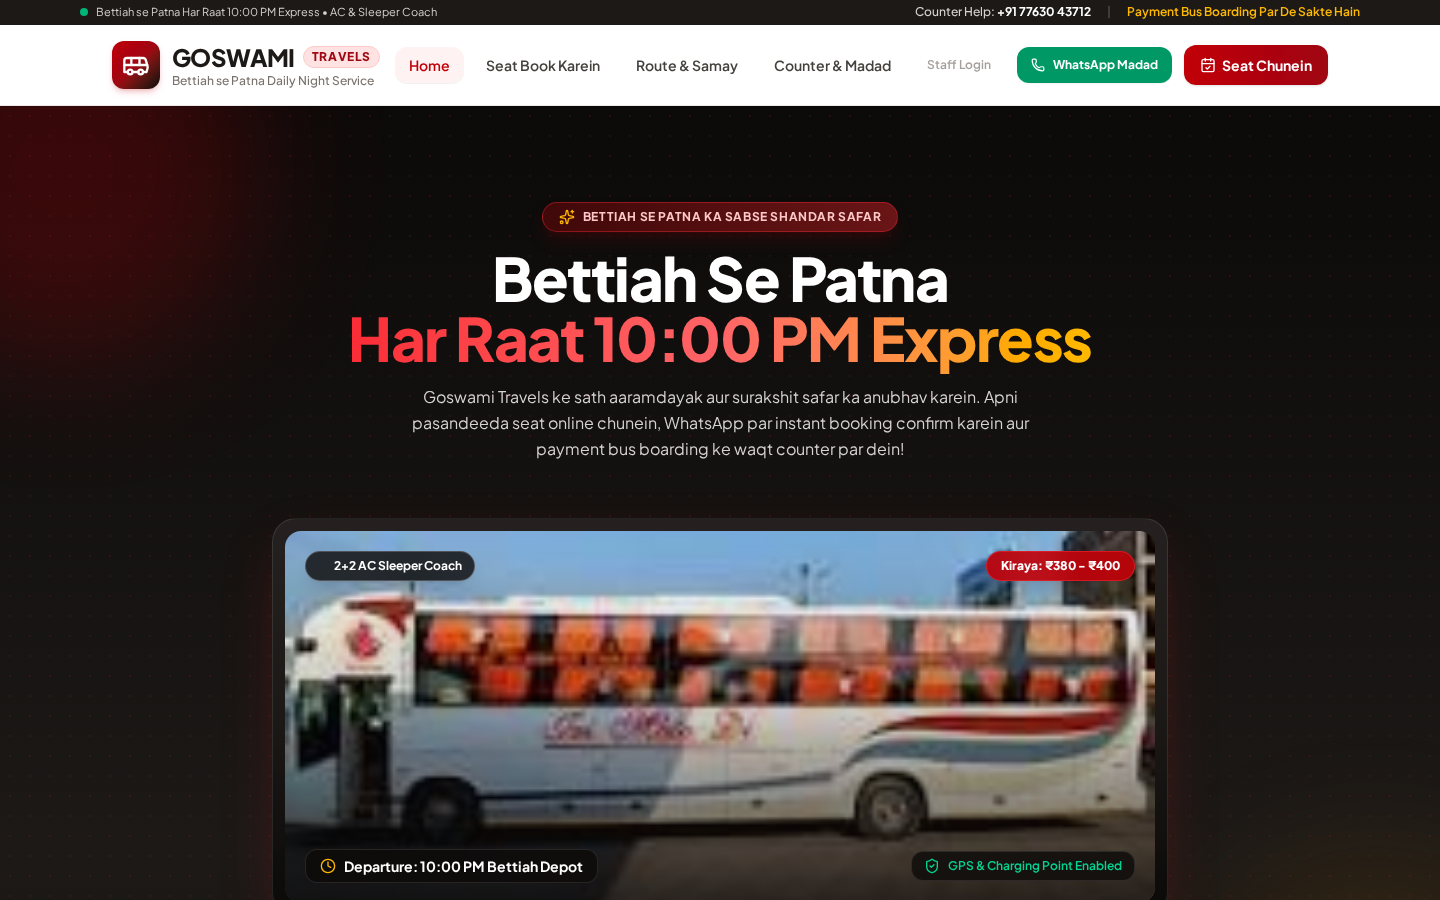 Bettiah se Patna Har Raat 10:00 PM Express • AC & Sleeper Coach
Counter Help: +91 77630 43712 | Payment Bus Boarding Par De Sakte Hain
GOSWAMI TRAVELS
Bettiah se Patna Daily Night Service
Home
Seat Book Karein
Route & Samay
Counter & Madad
Staff Login
WhatsApp Madad
Seat Chunein
BETTIAH SE PATNA KA SABSE SHANDAR SAFAR
Bettiah Se Patna
Har Raat 10:00 PM Express
Goswami Travels ke sath aaramdayak aur surakshit safar ka anubhav karein. Apni
pasandeeda seat online chunein, WhatsApp par instant booking confirm karein aur
payment bus boarding ke waqt counter par dein!
2+2 AC Sleeper Coach
Kiraya: ₹380 - ₹400
Departure: 10:00 PM Bettiah Depot
GPS & Charging Point Enabled